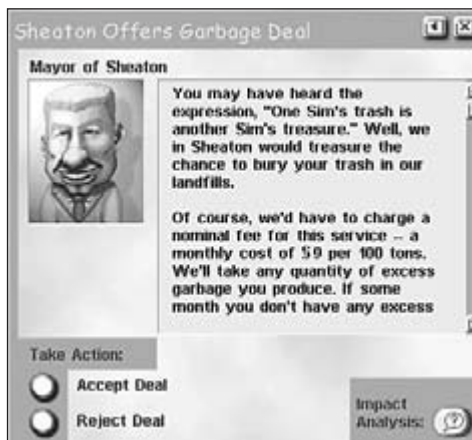 Sheaton Offers Garbage Deal
Mayor of Sheaton
You may have heard the
expression, "One Sim's trash is
another Sim's treasure." Well, we
in Sheaton would treasure the
chance to bury your trash in our
landfills.
Of course, we'd have to charge a
nominal fee for this service -- a
monthly cost of §9 per 100 tons.
We'll take any quantity of excess
garbage you produce. If some
month you don't have any excess
Take Action:
Accept Deal
Reject Deal
Impact
Analysis: